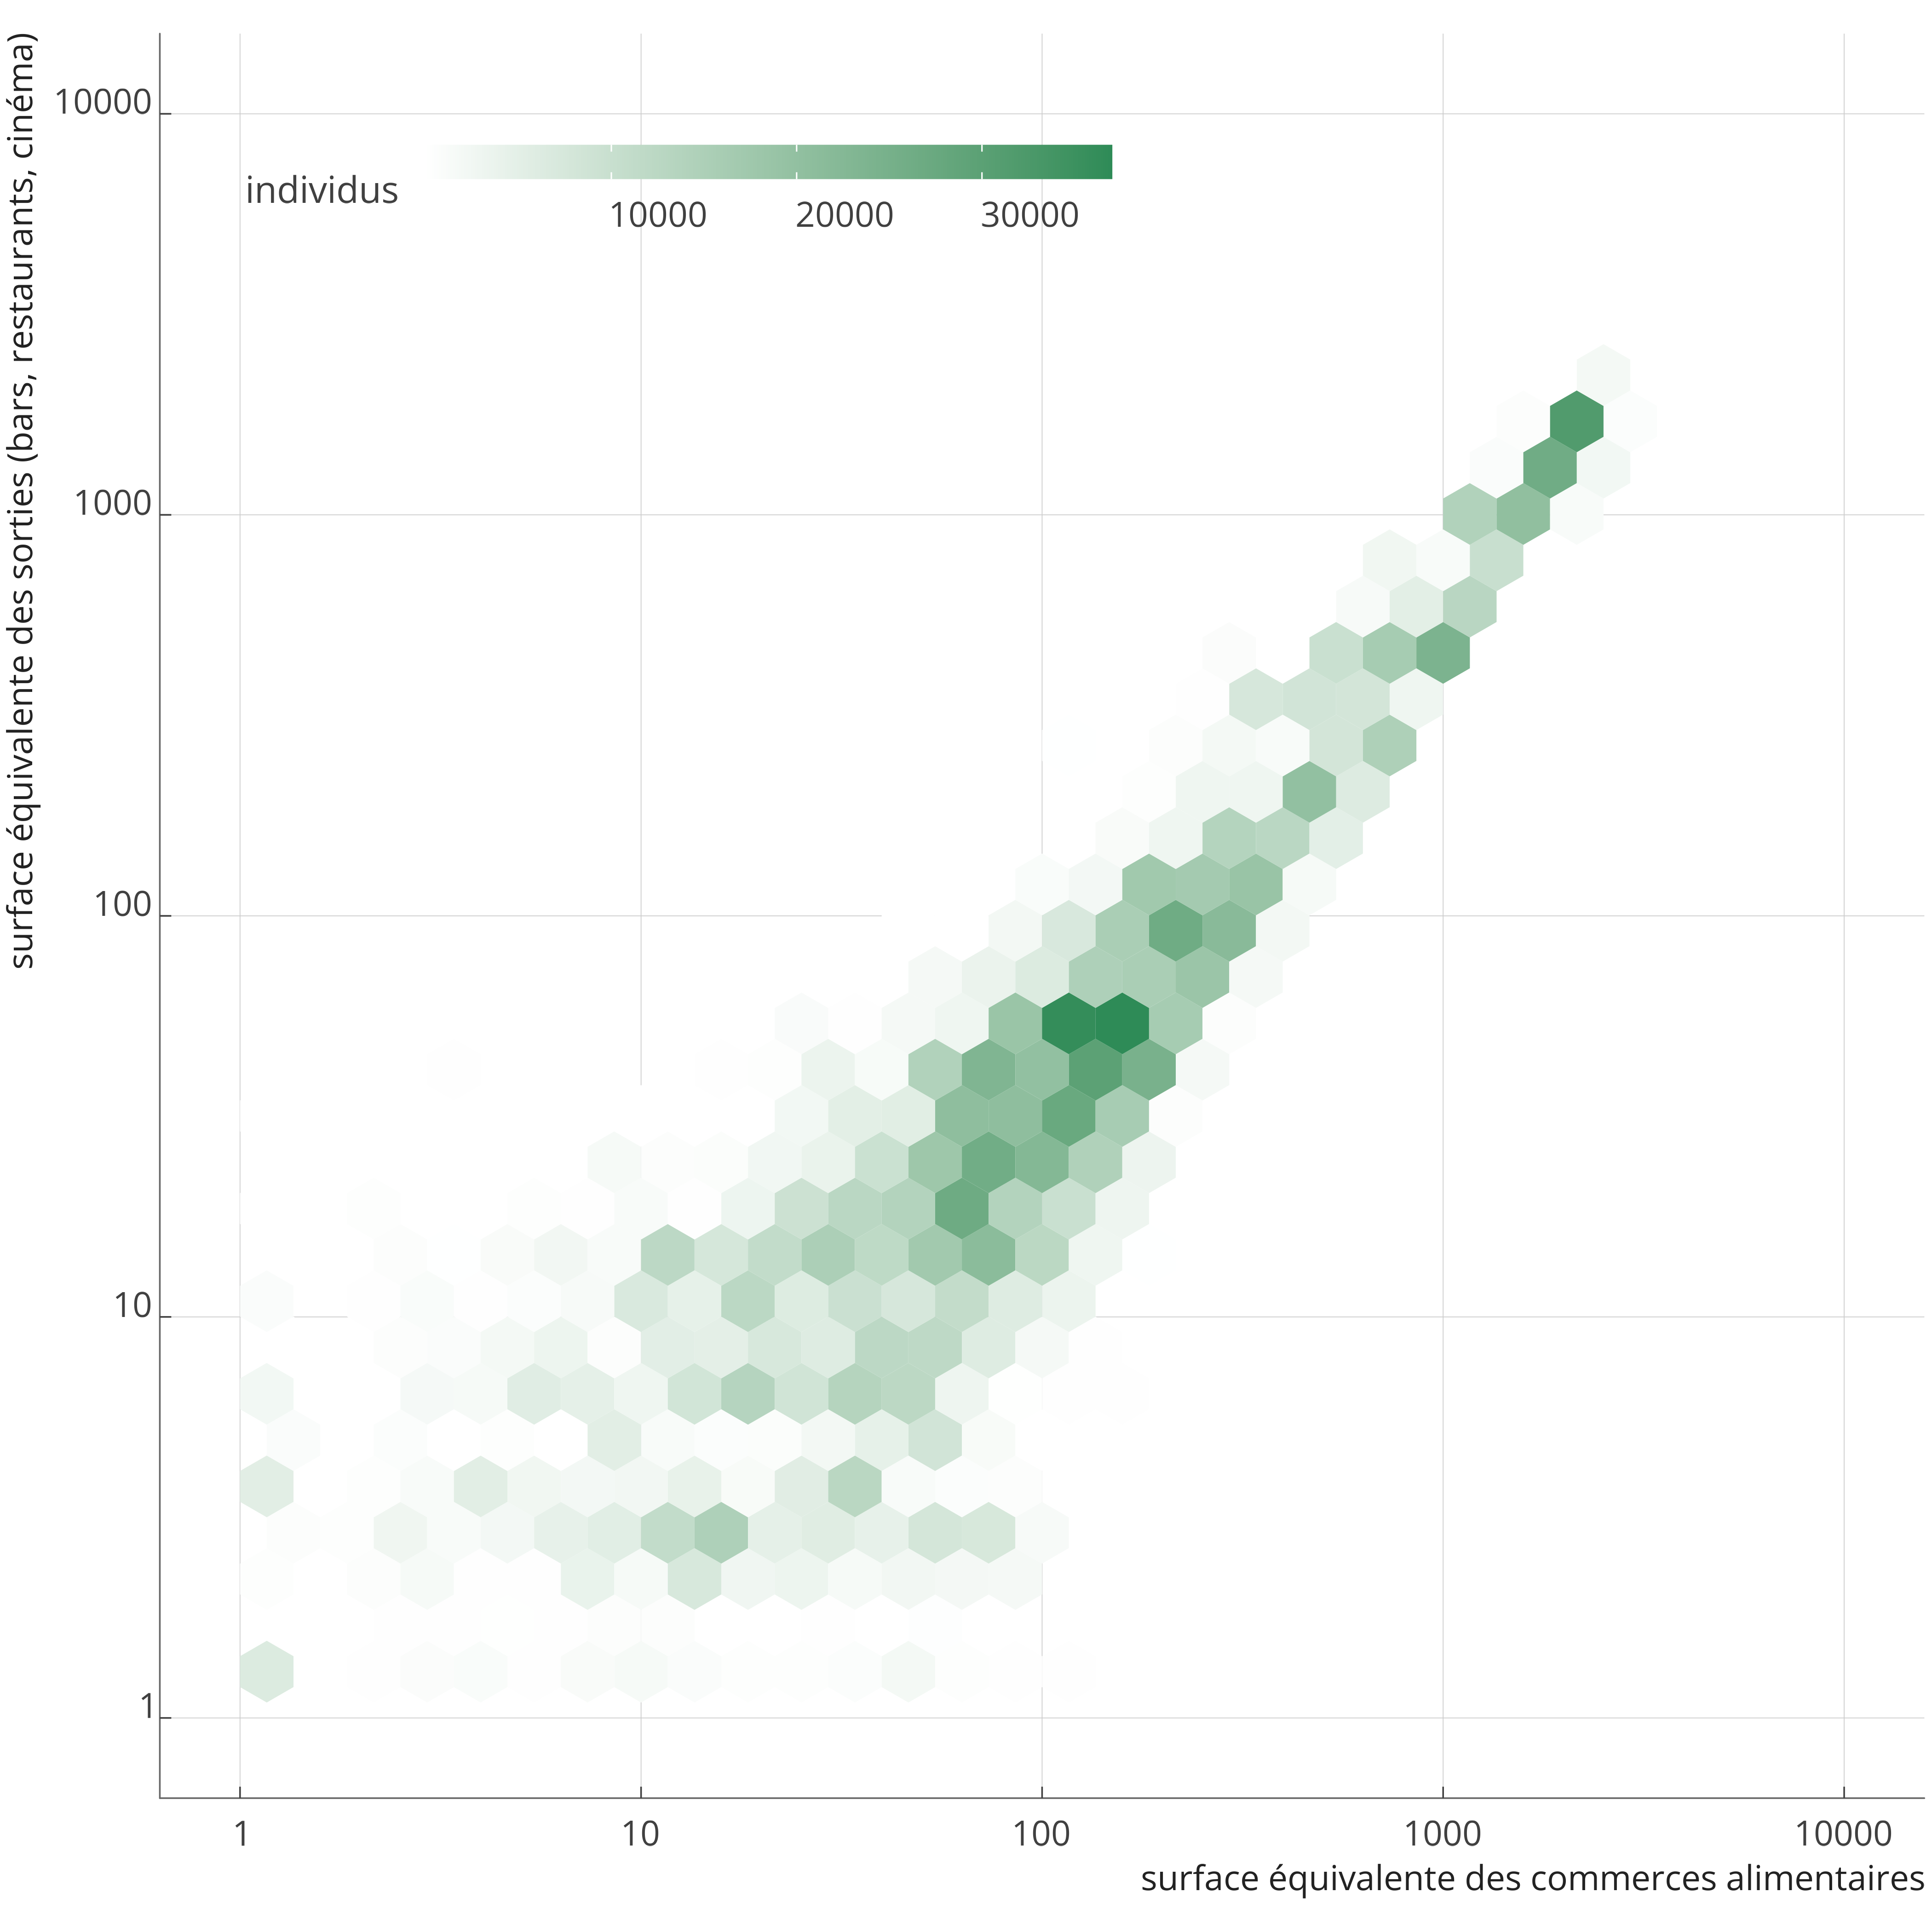 surface équivalente des sorties (bars, restaurants, cinéma)
10000
1000
100
10
1
individus
10000 20000 30000
1 10 100 1000 10000
surface équivalente des commerces alimentaires